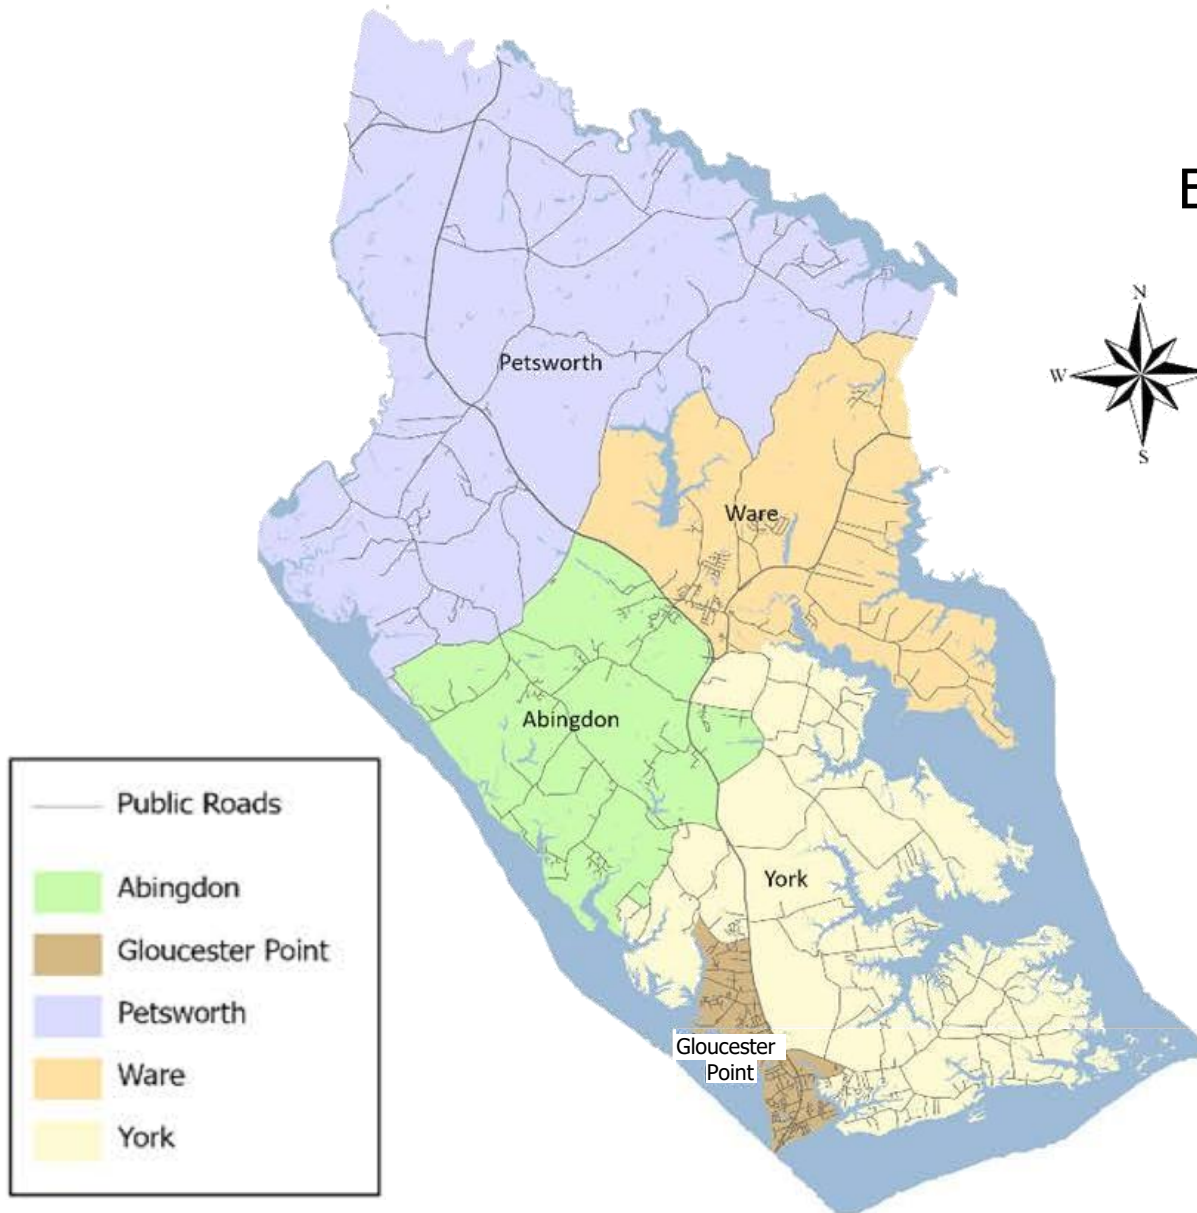 E
N
W
S
Petsworth
Ware
Abingdon
York
Gloucester
Point
Public Roads
Abingdon
Gloucester Point
Petsworth
Ware
York